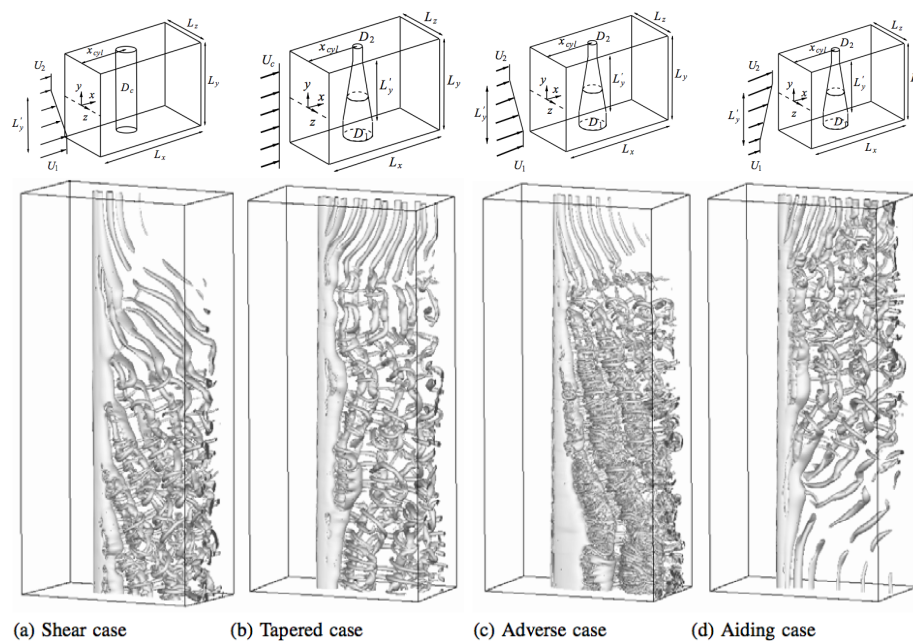 L_z
x_cyl
U_2
D_c
L_y
y
x
z
L'_y
U_1
L_x
L_z
D_2
x_cyl
U_c
L'_y
L_y
y
x
z
D_1
L_x
L_z
D_2
U_2
x_cyl
L'_y
L_y
y
x
z
L'_y
D_1
U_1
L_x
L_z
D_2
U_2
x_cyl
L'_y
y
x
z
L'_y
U_1
L_x
(a) Shear case
(b) Tapered case
(c) Adverse case
(d) Aiding case